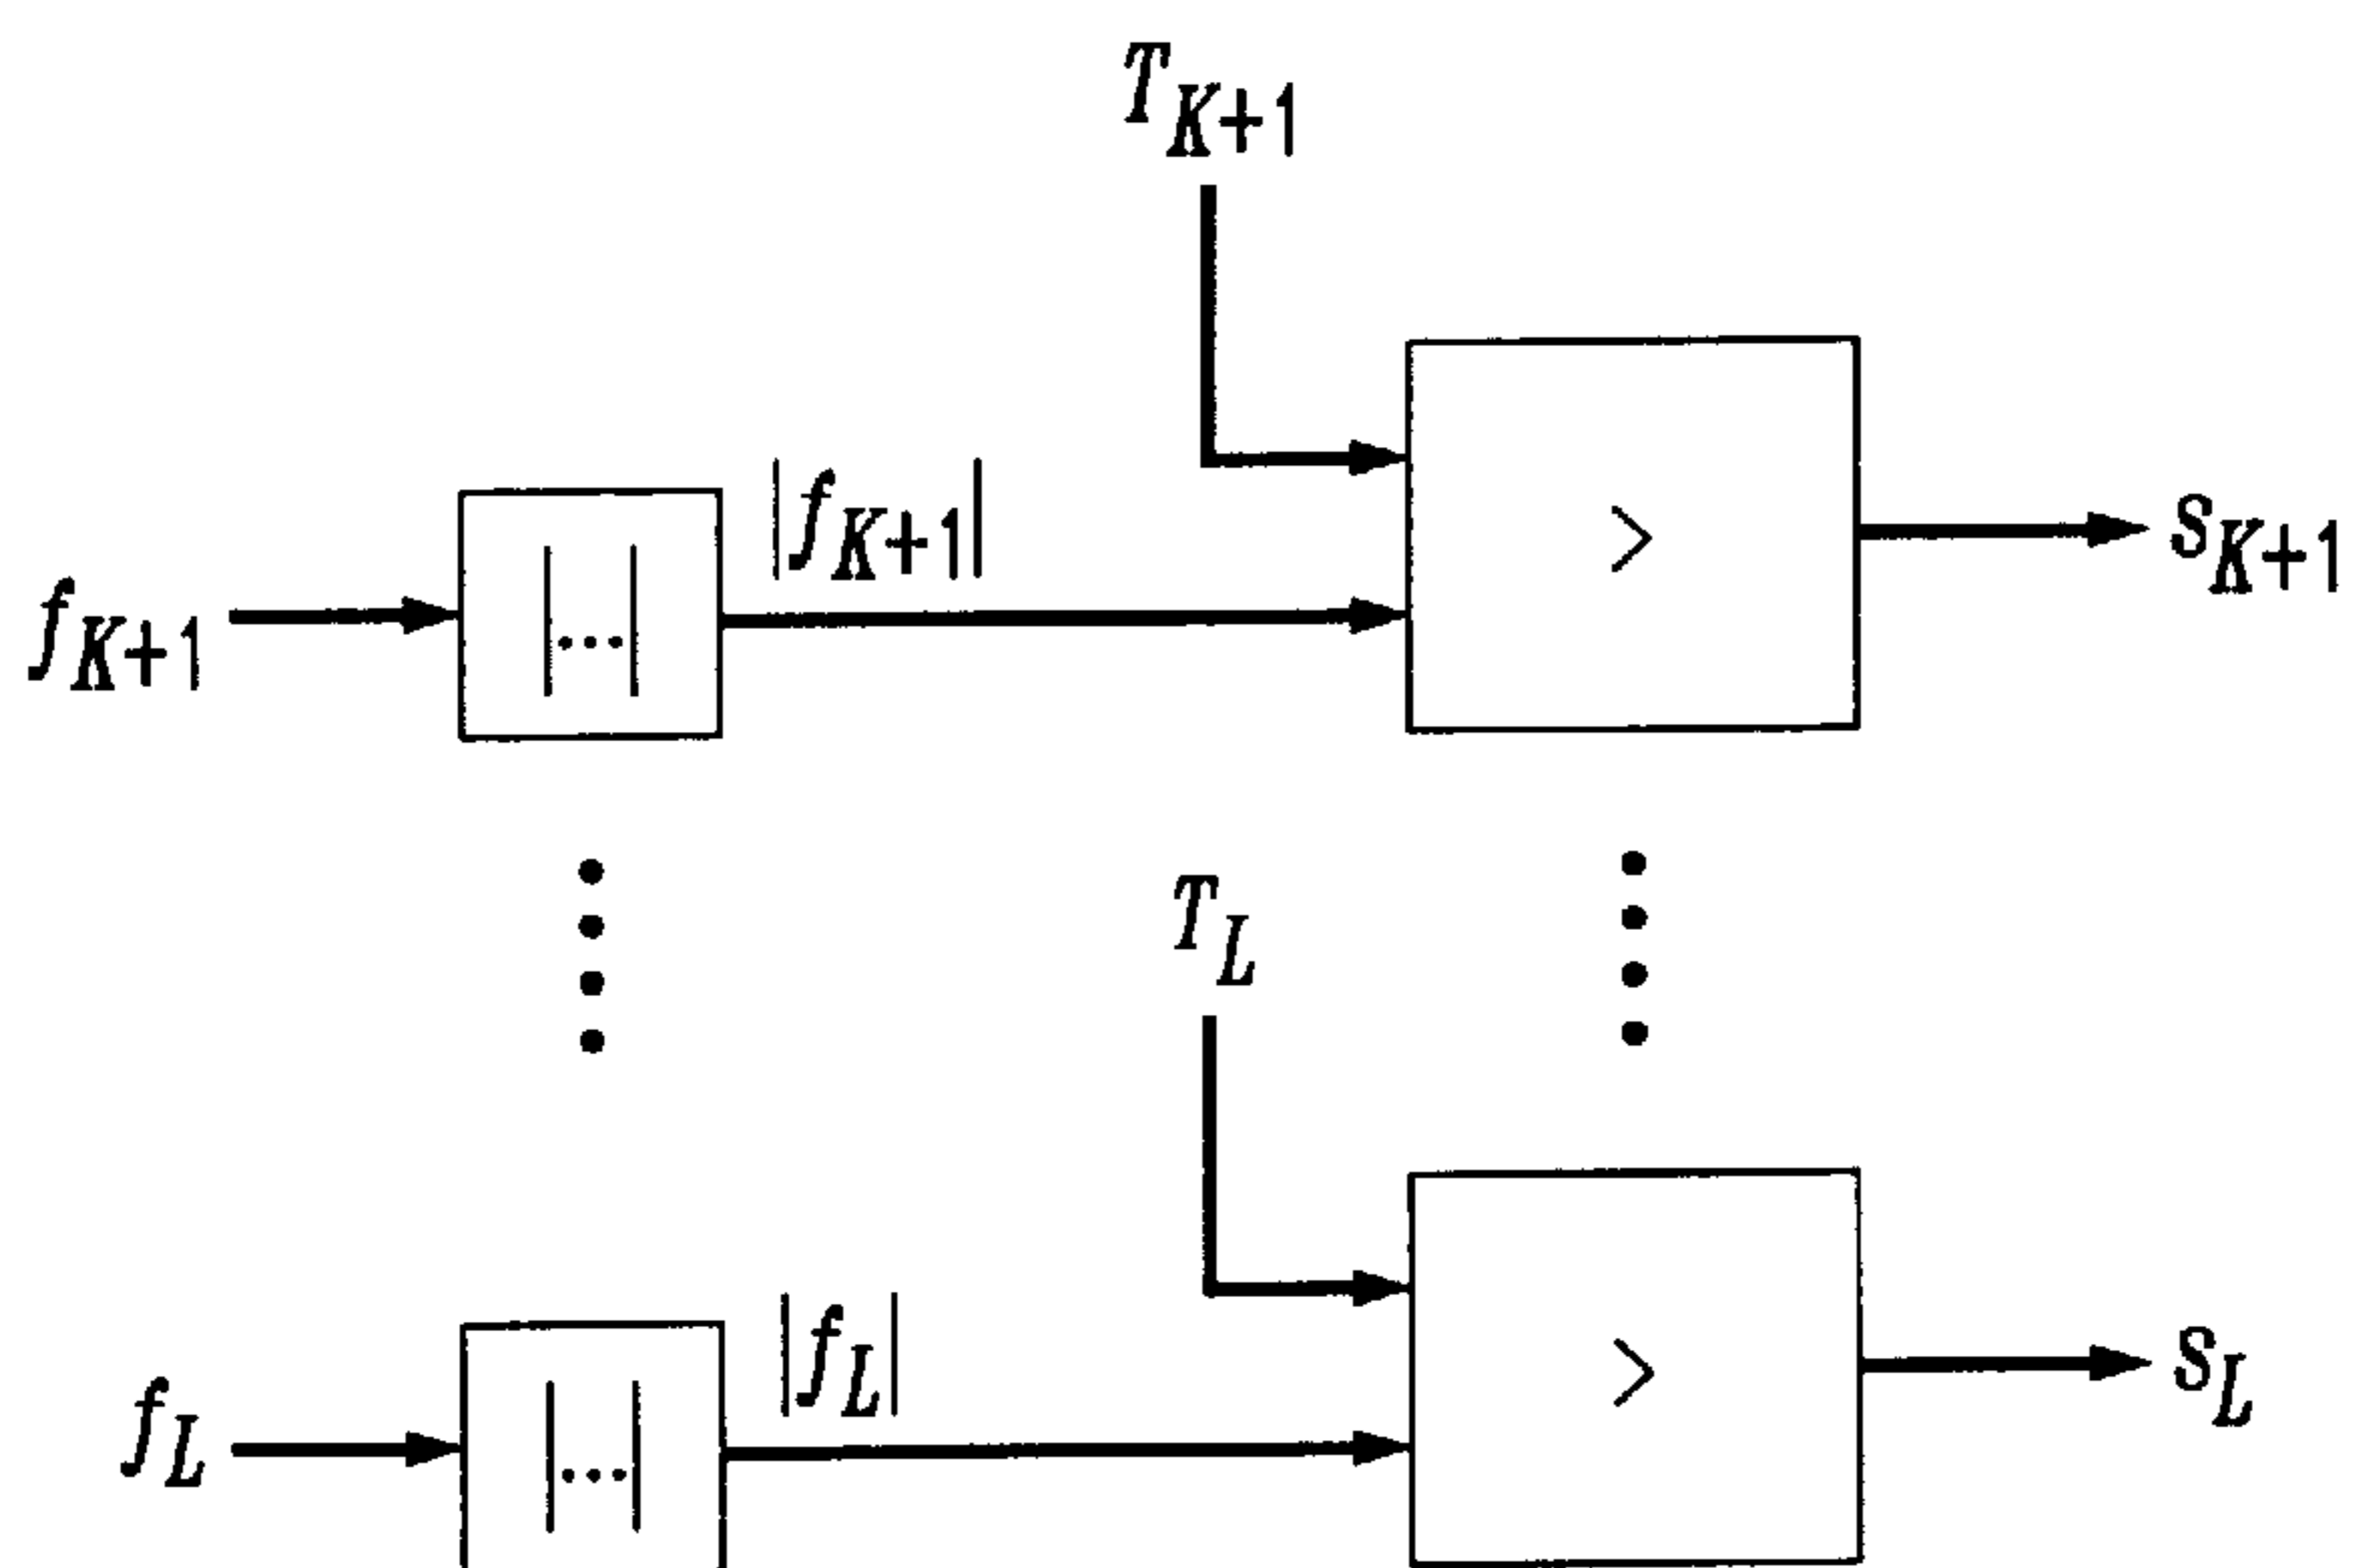 T_{K+1}
|f_{K+1}|
>
s_{K+1}
f_{K+1}
|...|
T_L
|f_L|
>
s_L
f_L
|...|